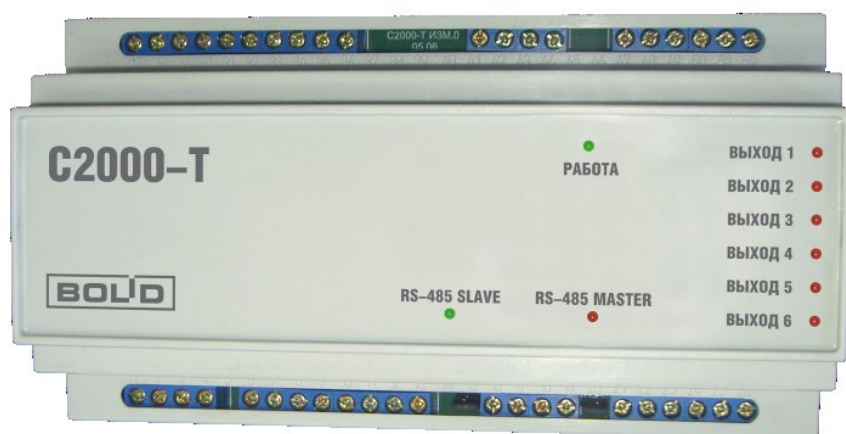 С2000-Т ИЗМ.0
05.06
С2000-Т
РАБОТА
ВЫХОД 1
ВЫХОД 2
ВЫХОД 3
ВЫХОД 4
ВЫХОД 5
ВЫХОД 6
BOLID
RS-485 SLAVE
RS-485 MASTER